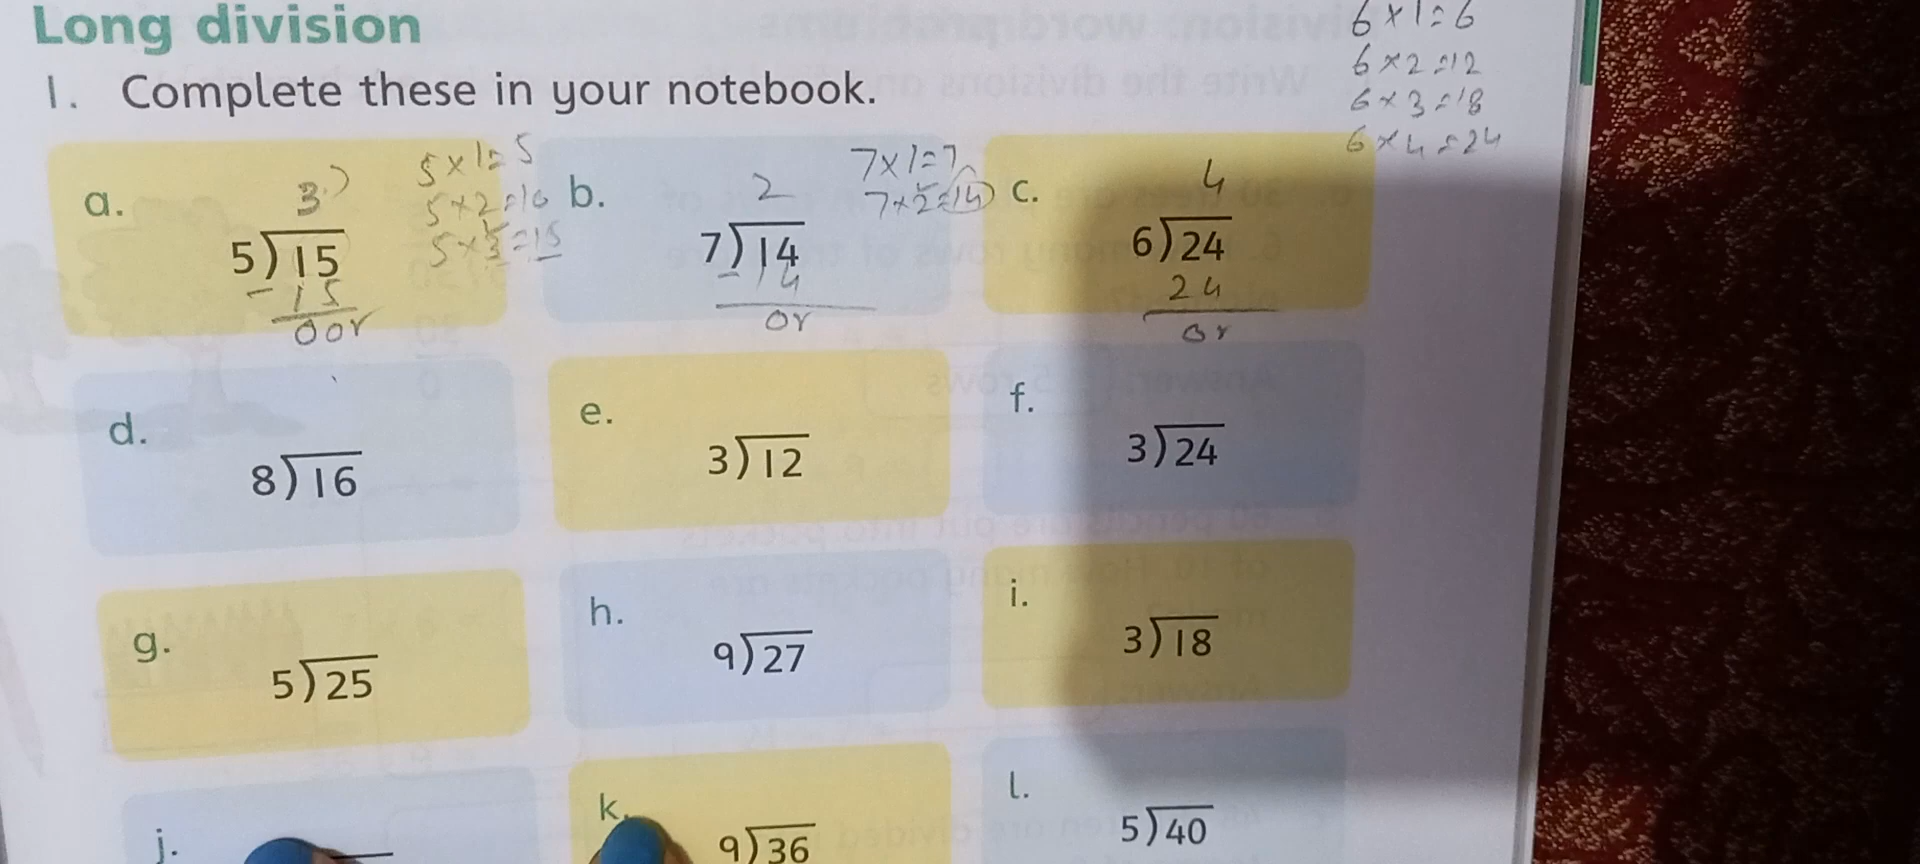 Long division
6×1=6
6×2=12
6×3=18
6×4=24
1. Complete these in your notebook.
a.
3
5)15
- 15
00r
5×1=5
5×2=10
5×3=15
b.
2
7)14
- 14
0r
7×1=7
7×2=14
c.
4
6)24
24
0r
d.
8)16
e.
3)12
f.
3)24
g.
5)25
h.
9)27
i.
3)18
j.
k.
9)36
l.
5)40